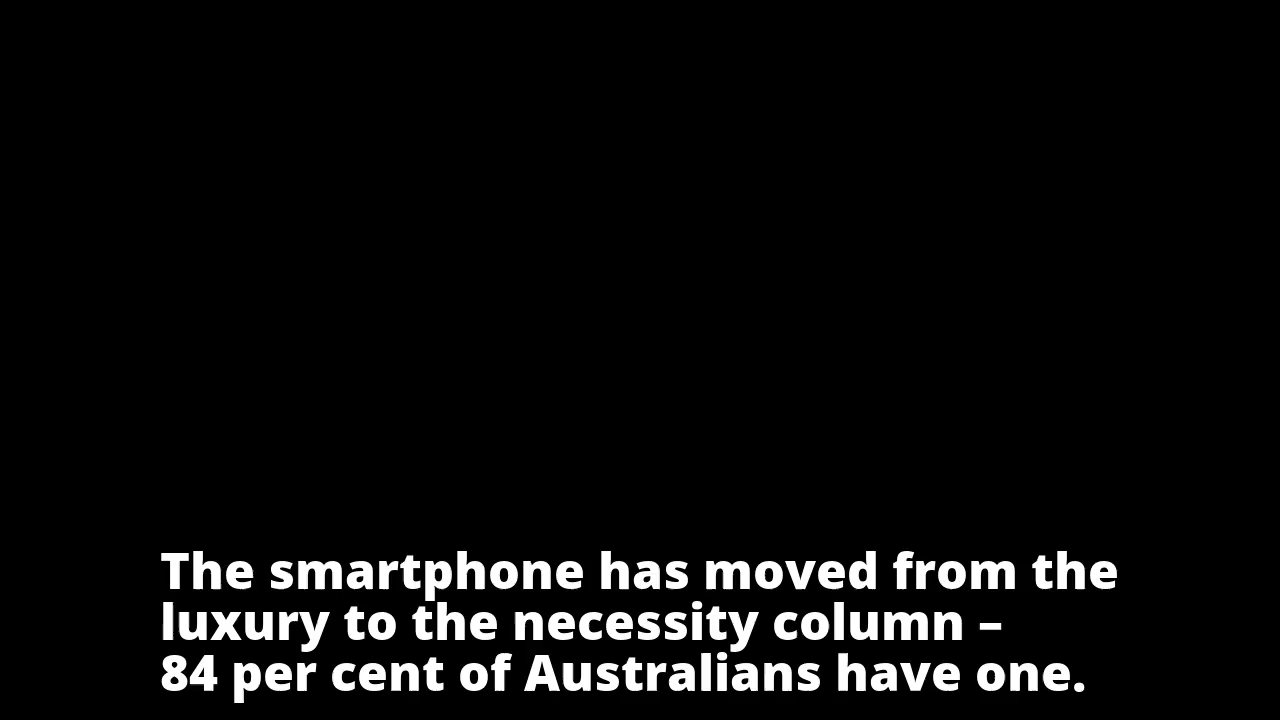 The smartphone has moved from the
luxury to the necessity column –
84 per cent of Australians have one.